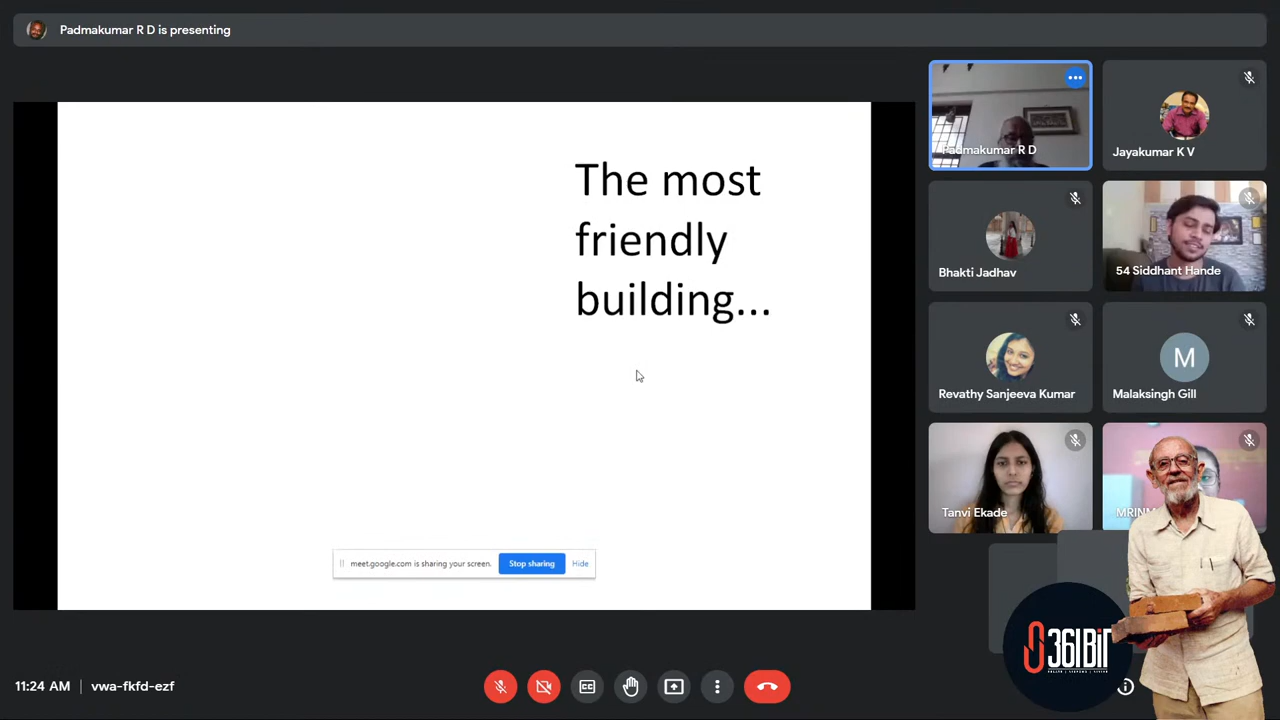 Padmakumar R D is presenting
The most
friendly
building...
meet.google.com is sharing your screen.
Stop sharing
Hide
Padmakumar R D
Jayakumar K V
Bhakti Jadhav
54 Siddhant Hande
Revathy Sanjeeva Kumar
M
Malaksingh Gill
Tanvi Ekade
11:24 AM
vwa-fkfd-ezf
CC